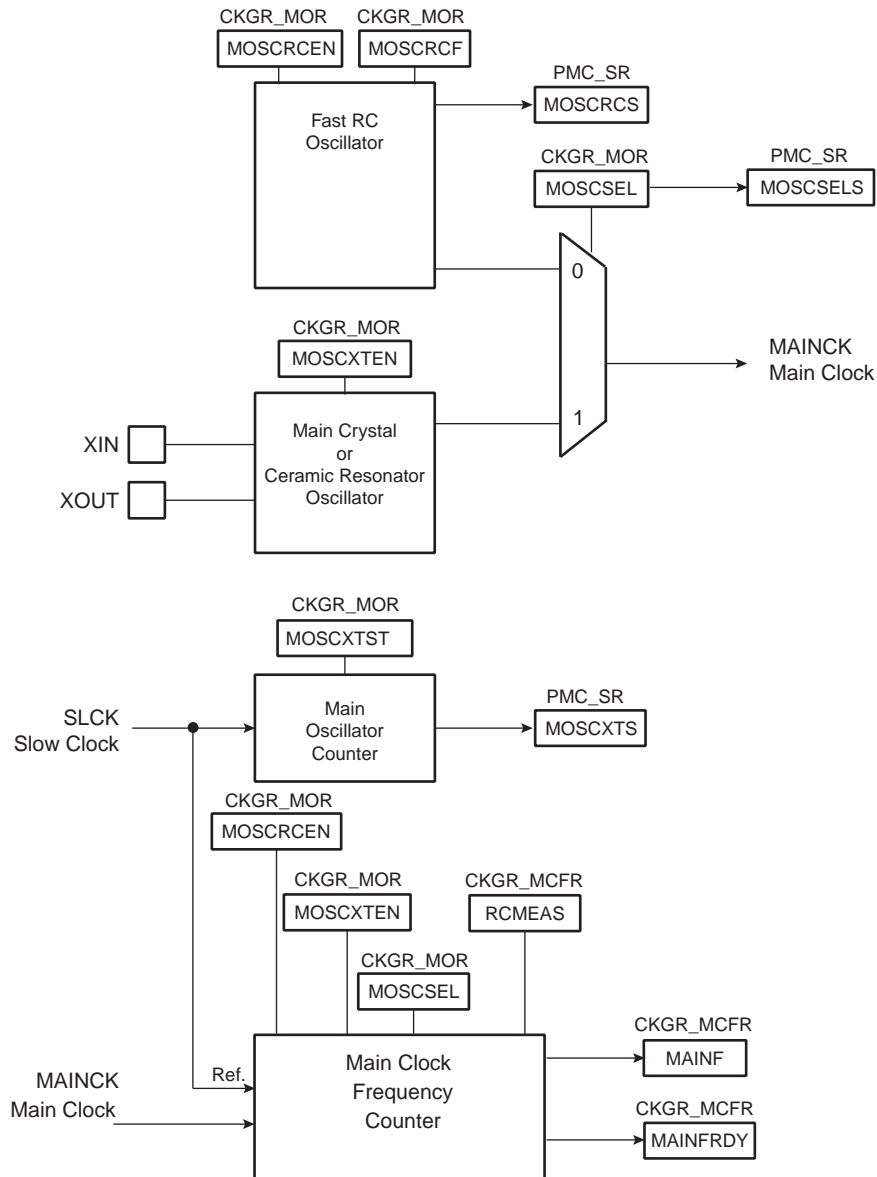 CKGR_MOR CKGR_MOR
MOSCRCEN MOSCRCF
PMC_SR
MOSCRCS
Fast RC
Oscillator
CKGR_MOR PMC_SR
MOSCSEL MOSCSELS
0
CKGR_MOR
MOSCXTEN
MAINCK
Main Clock
1
XIN
XOUT
Main Crystal
or
Ceramic Resonator
Oscillator
CKGR_MOR
MOSCXTST
SLCK
Slow Clock
Main
Oscillator
Counter
PMC_SR
MOSCXTS
CKGR_MOR
MOSCRCEN
CKGR_MOR CKGR_MCFR
MOSCXTEN RCMEAS
CKGR_MOR
MOSCSEL
CKGR_MCFR
MAINF
MAINCK
Main Clock
Ref.
Main Clock
Frequency
Counter
CKGR_MCFR
MAINFRDY